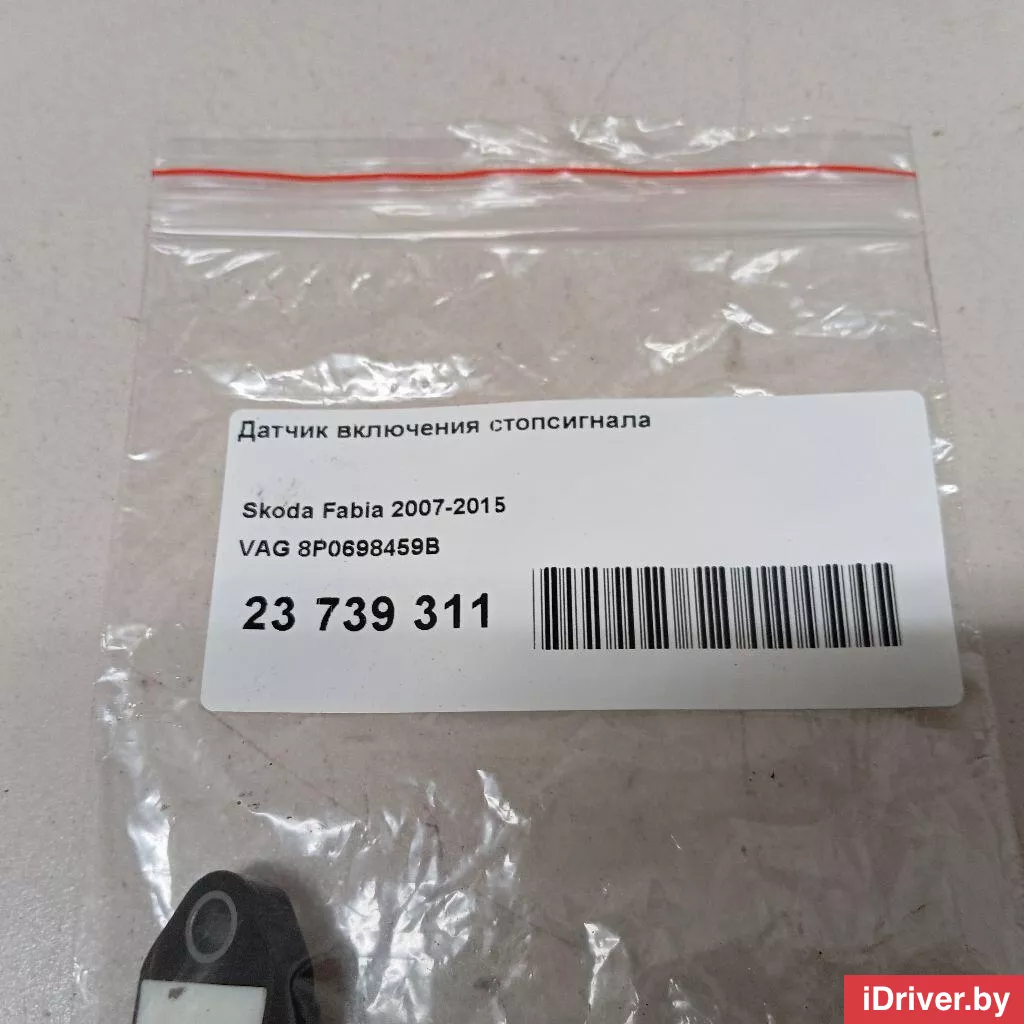 Датчик включения стопсигнала
Skoda Fabia 2007-2015
VAG 8P0698459B
23 739 311
iDriver.by